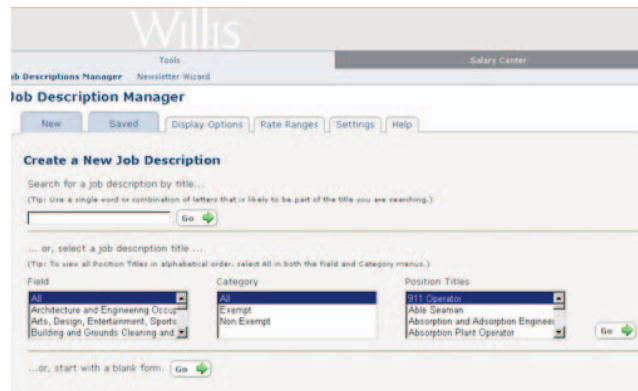 Willis
Tools Salary Center
ob Descriptions Manager Newsletter Wizard
Job Description Manager
New Saved Display Options Rate Ranges Settings Help
Create a New Job Description
Search for a job description by title...
(Tip: Use a single word or combination of letters that is likely to be part of the title you are searching.)
Go
... or, select a job description title ...
(Tip: To view all Position Titles in alphabetical order, select All in both the Field and Category menus.)
Field Category Position Titles
All All 911 Operator
Architecture and Engineering Occup Exempt Able Seaman
Arts, Design, Entertainment, Sports Non Exempt Absorption and Adsorption Engineer
Building and Grounds Cleaning and Absorption Plant Operator
Go
...or, start with a blank form. Go